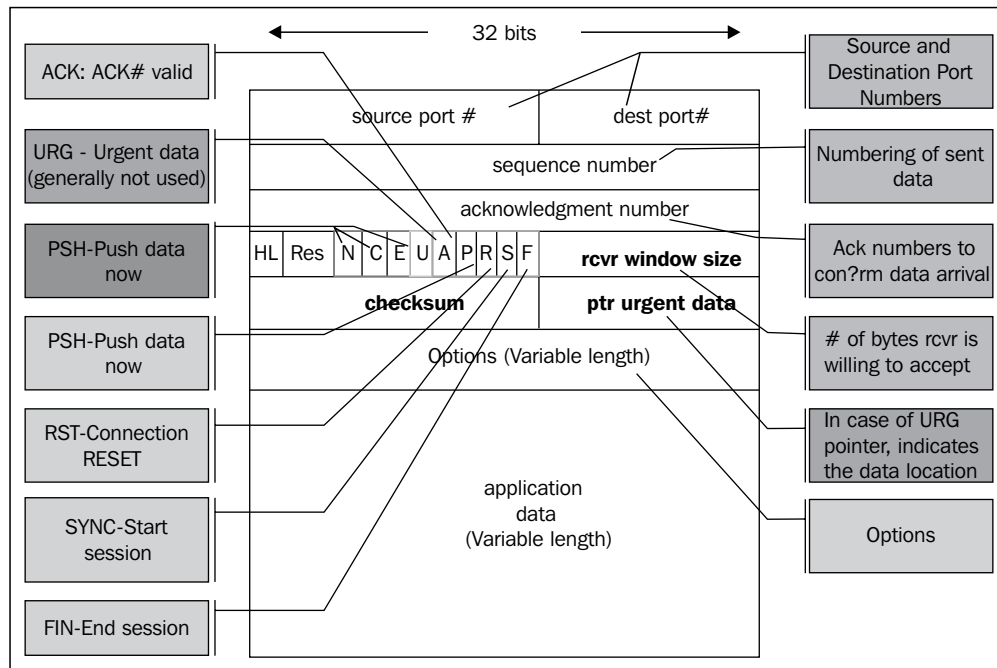 32 bits
ACK: ACK# valid
URG - Urgent data
(generally not used)
PSH-Push data
now
PSH-Push data
now
RST-Connection
RESET
SYNC-Start
session
FIN-End session
source port #
dest port#
sequence number
acknowledgment number
HL Res N C E U A P R S F rcvr window size
checksum
ptr urgent data
Options (Variable length)
application
data
(Variable length)
Source and
Destination Port
Numbers
Numbering of sent
data
Ack numbers to
con?rm data arrival
# of bytes rcvr is
willing to accept
In case of URG
pointer, indicates
the data location
Options